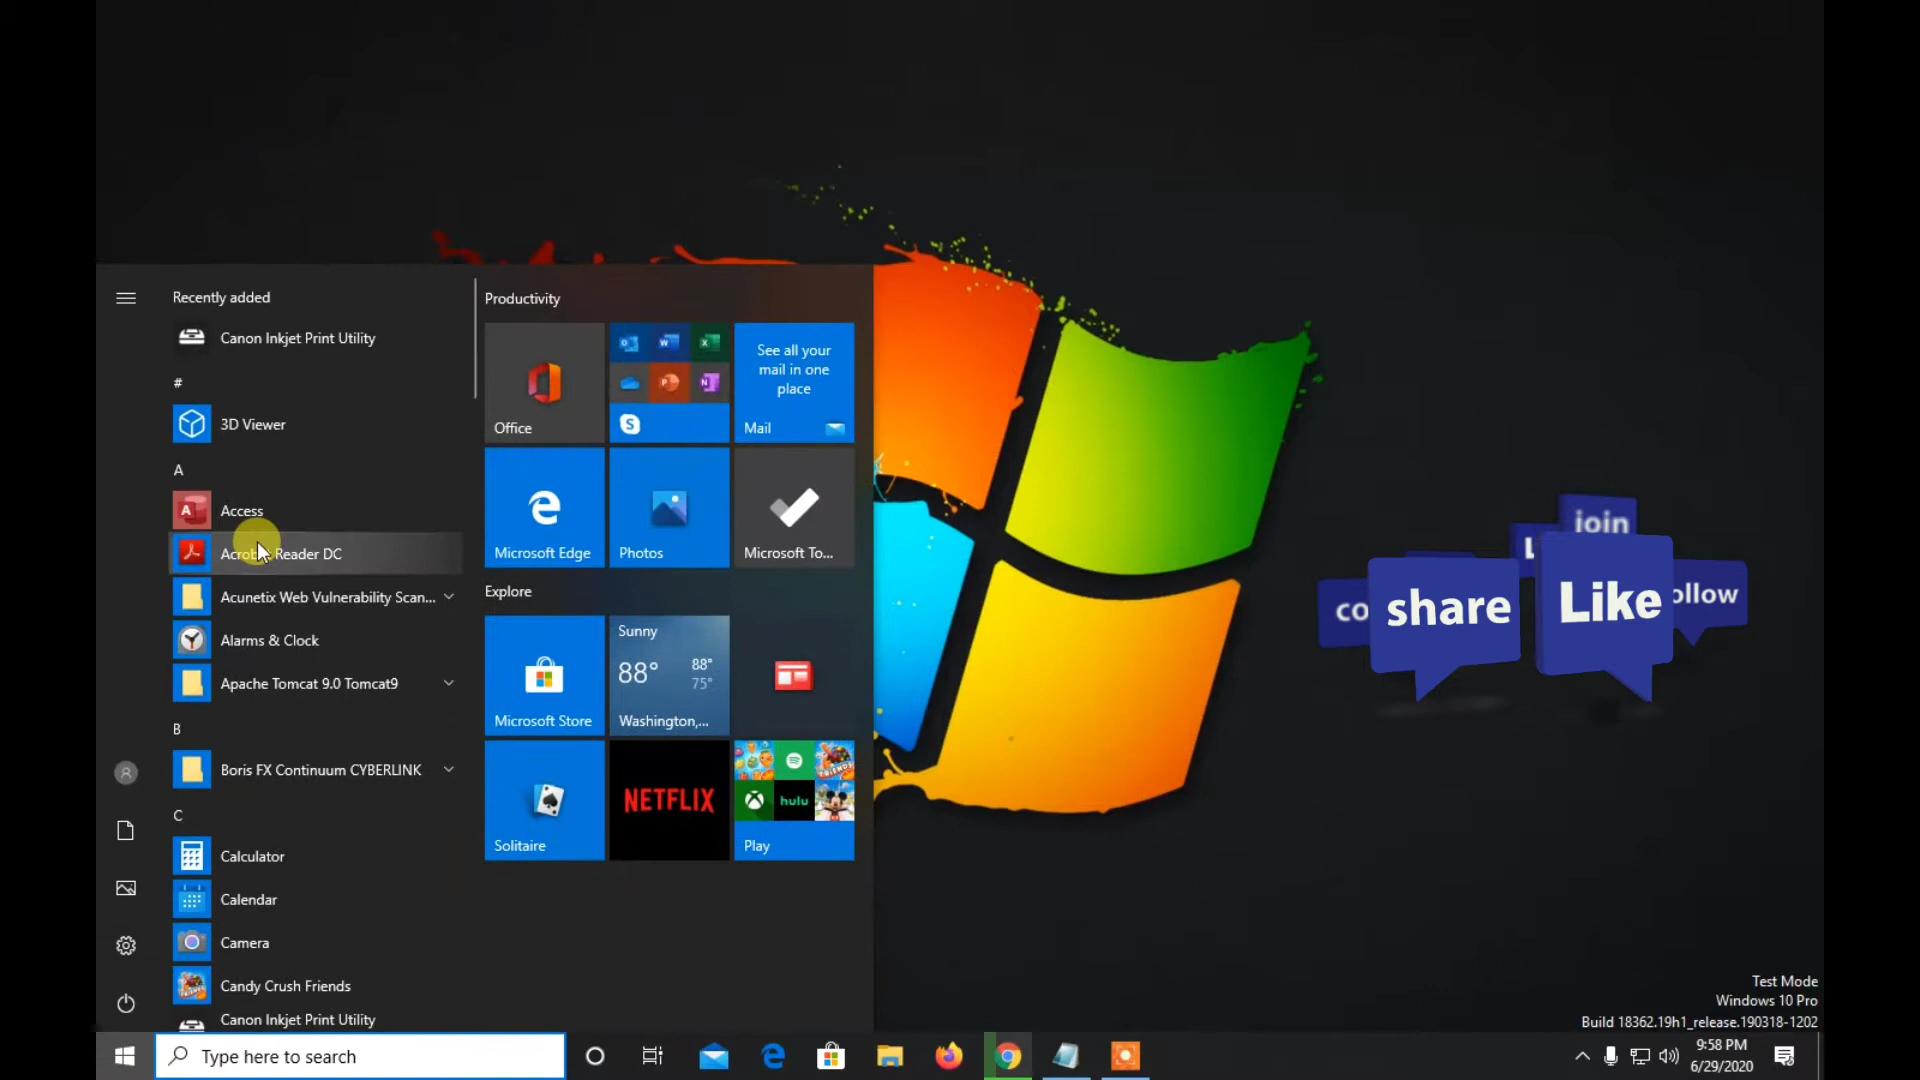 Recently added
Canon Inkjet Print Utility
#
3D Viewer
A
Access
Reader DC
Acunetix Web Vulnerability Scan...
Alarms & Clock
Apache Tomcat 9.0 Tomcat9
B
Boris FX Continuum CYBERLINK
C
Calculator
Calendar
Camera
Candy Crush Friends
Canon Inkjet Print Utility
Productivity
Office
See all your
mail in one
place
Mail
Microsoft Edge
Photos
Microsoft To...
Explore
Microsoft Store
Sunny
88°
88°
75°
Washington,...
Solitaire
NETFLIX
hulu
Play
join
L
co
share
Like
ollow
Test Mode
Windows 10 Pro
Build 18362.19h1_release.190318-1202
Type here to search
9:58 PM
6/29/2020